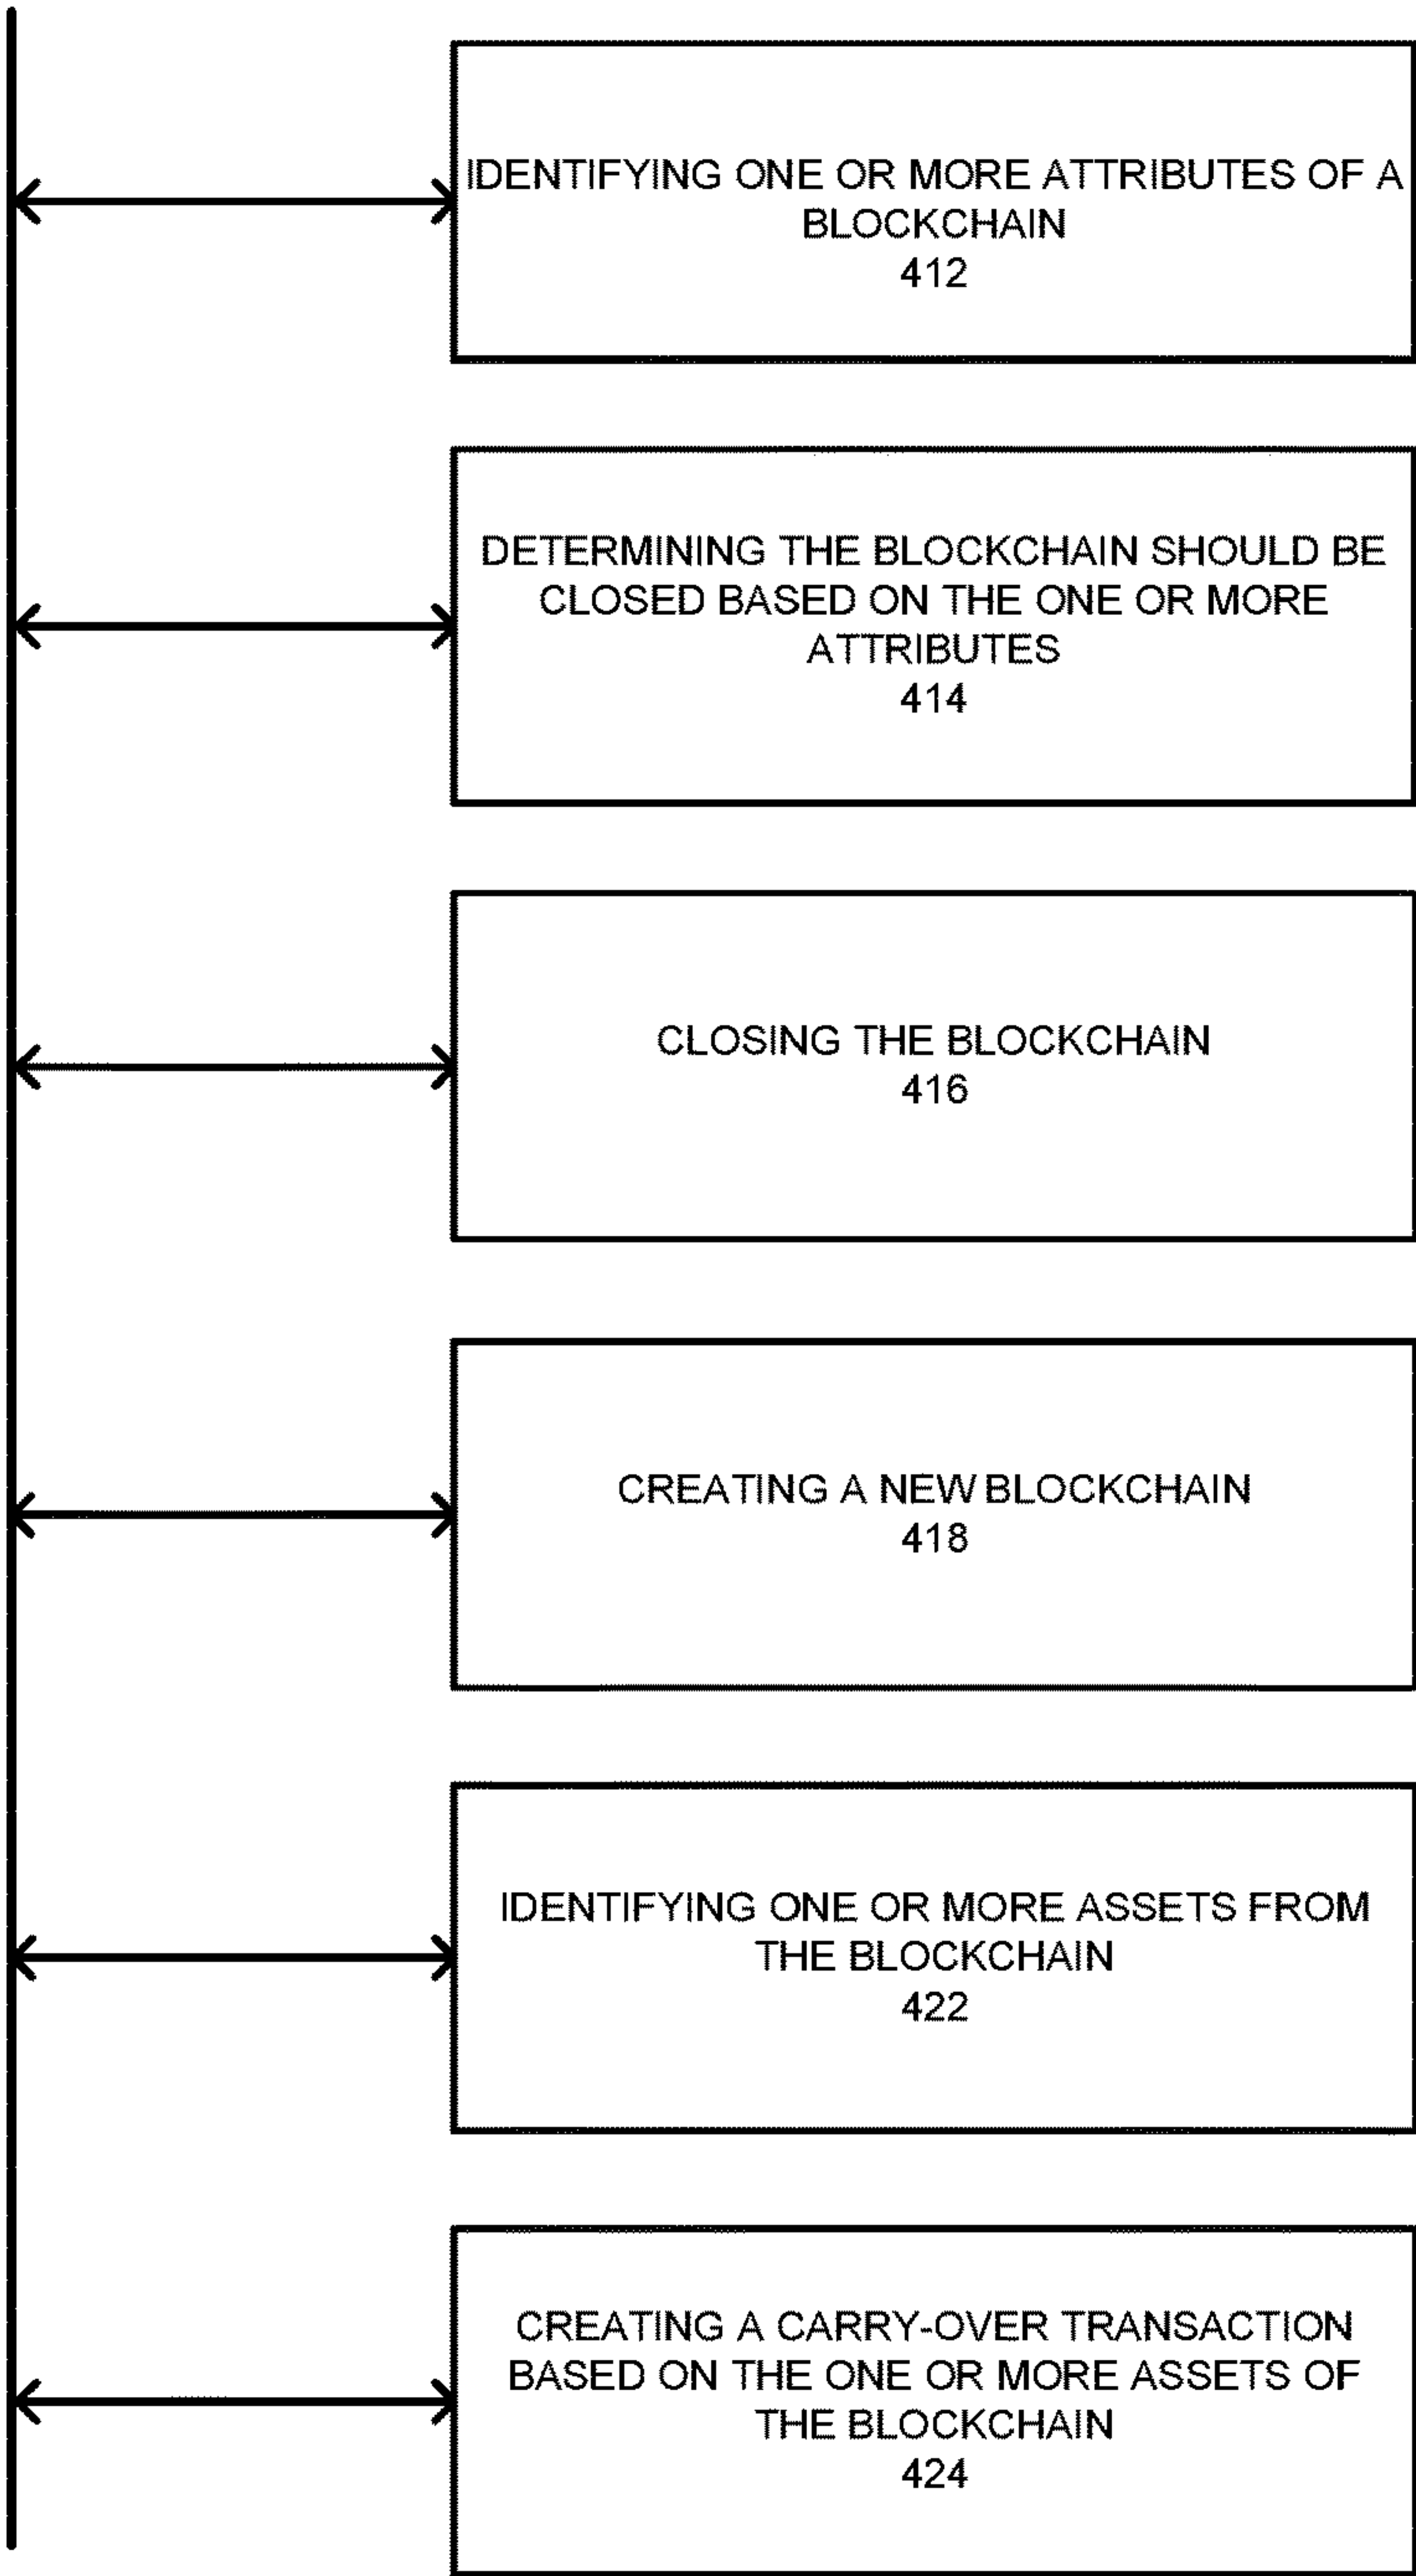 IDENTIFYING ONE OR MORE ATTRIBUTES OF A
BLOCKCHAIN
412
DETERMINING THE BLOCKCHAIN SHOULD BE
CLOSED BASED ON THE ONE OR MORE
ATTRIBUTES
414
CLOSING THE BLOCKCHAIN
416
CREATING A NEW BLOCKCHAIN
418
IDENTIFYING ONE OR MORE ASSETS FROM
THE BLOCKCHAIN
422
CREATING A CARRY-OVER TRANSACTION
BASED ON THE ONE OR MORE ASSETS OF
THE BLOCKCHAIN
424